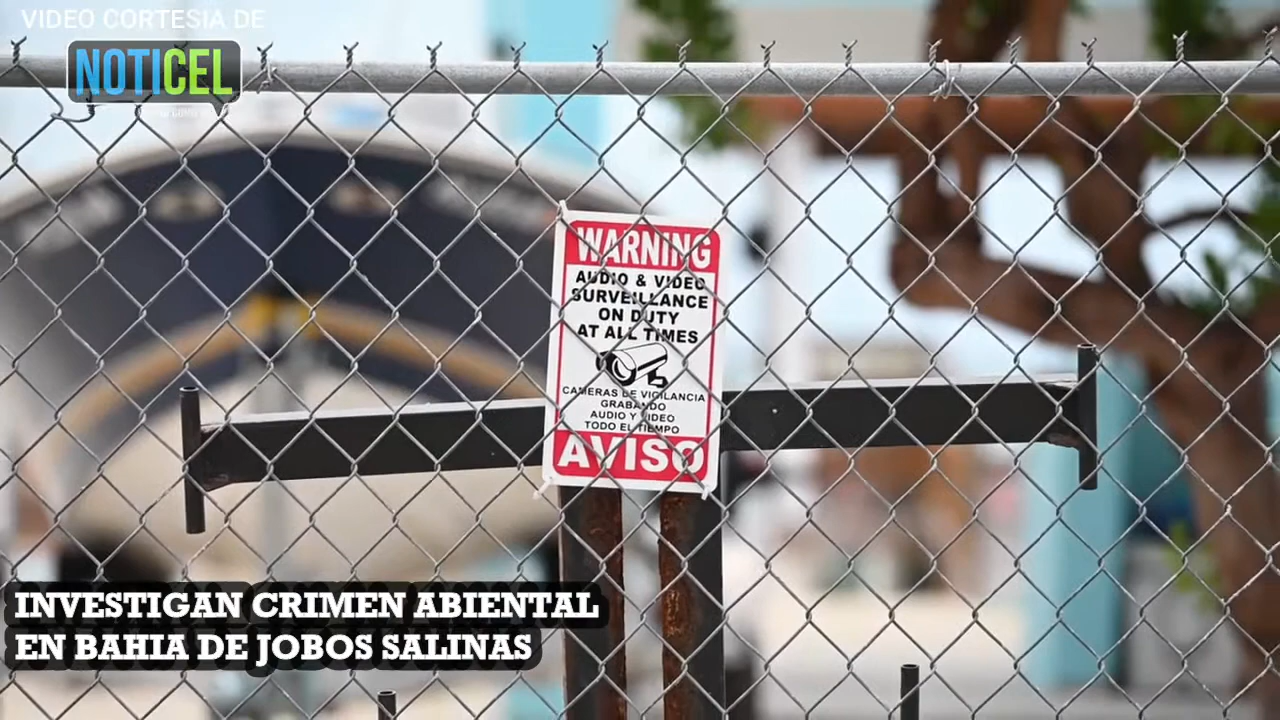 VIDEO CORTESIA DE
NOTICEL
WARNING
AUDIO & VIDEO
SURVEILLANCE
ON DUTY
AT ALL TIMES
CAMERAS DE VIGILANCIA
GRABANDO
AUDIO Y VIDEO
TODO EL TIEMPO
AVISO
INVESTIGAN CRIMEN ABIENTAL
EN BAHIA DE JOBOS SALINAS